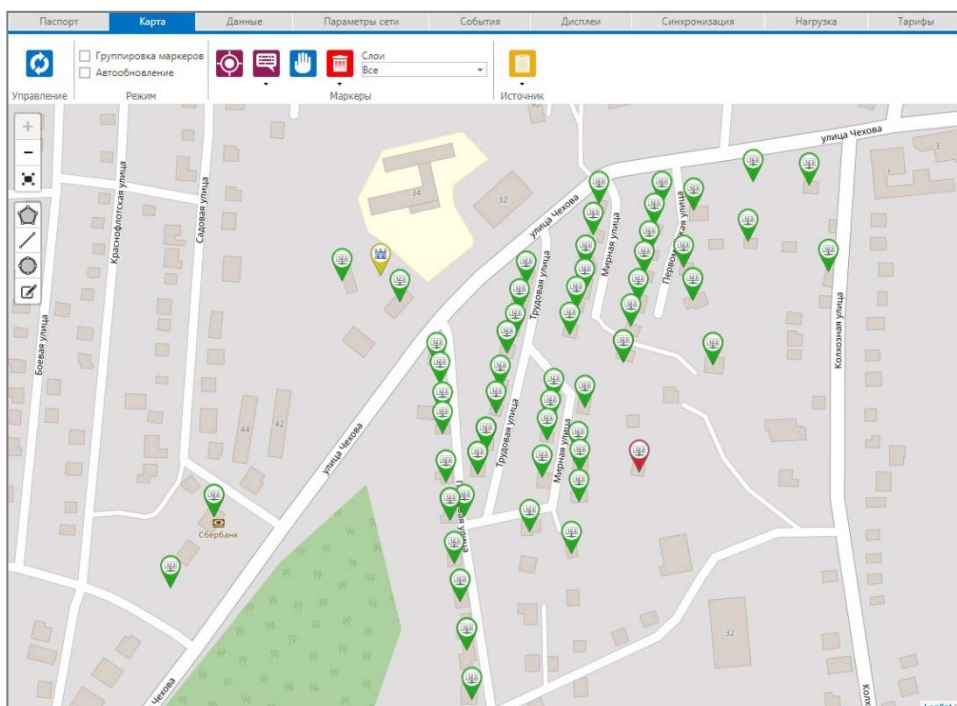 Паспорт Карта Данные Параметры сети События Дисплеи Синхронизация Нагрузка Тарифы
Группировка маркеров
Автообновление
Слои
Все
Управление Режим Маркеры Источник
улица Чехова
3
1
34
32
улица Чехова
Мирная улица
Краснофлотская улица
Садовая улица
Трудовая улица
Колхозная улица
Боевая улица
44
42
улица Чехова
Трудовая улица
Мирная улица
Сбербанк
32
Чехова